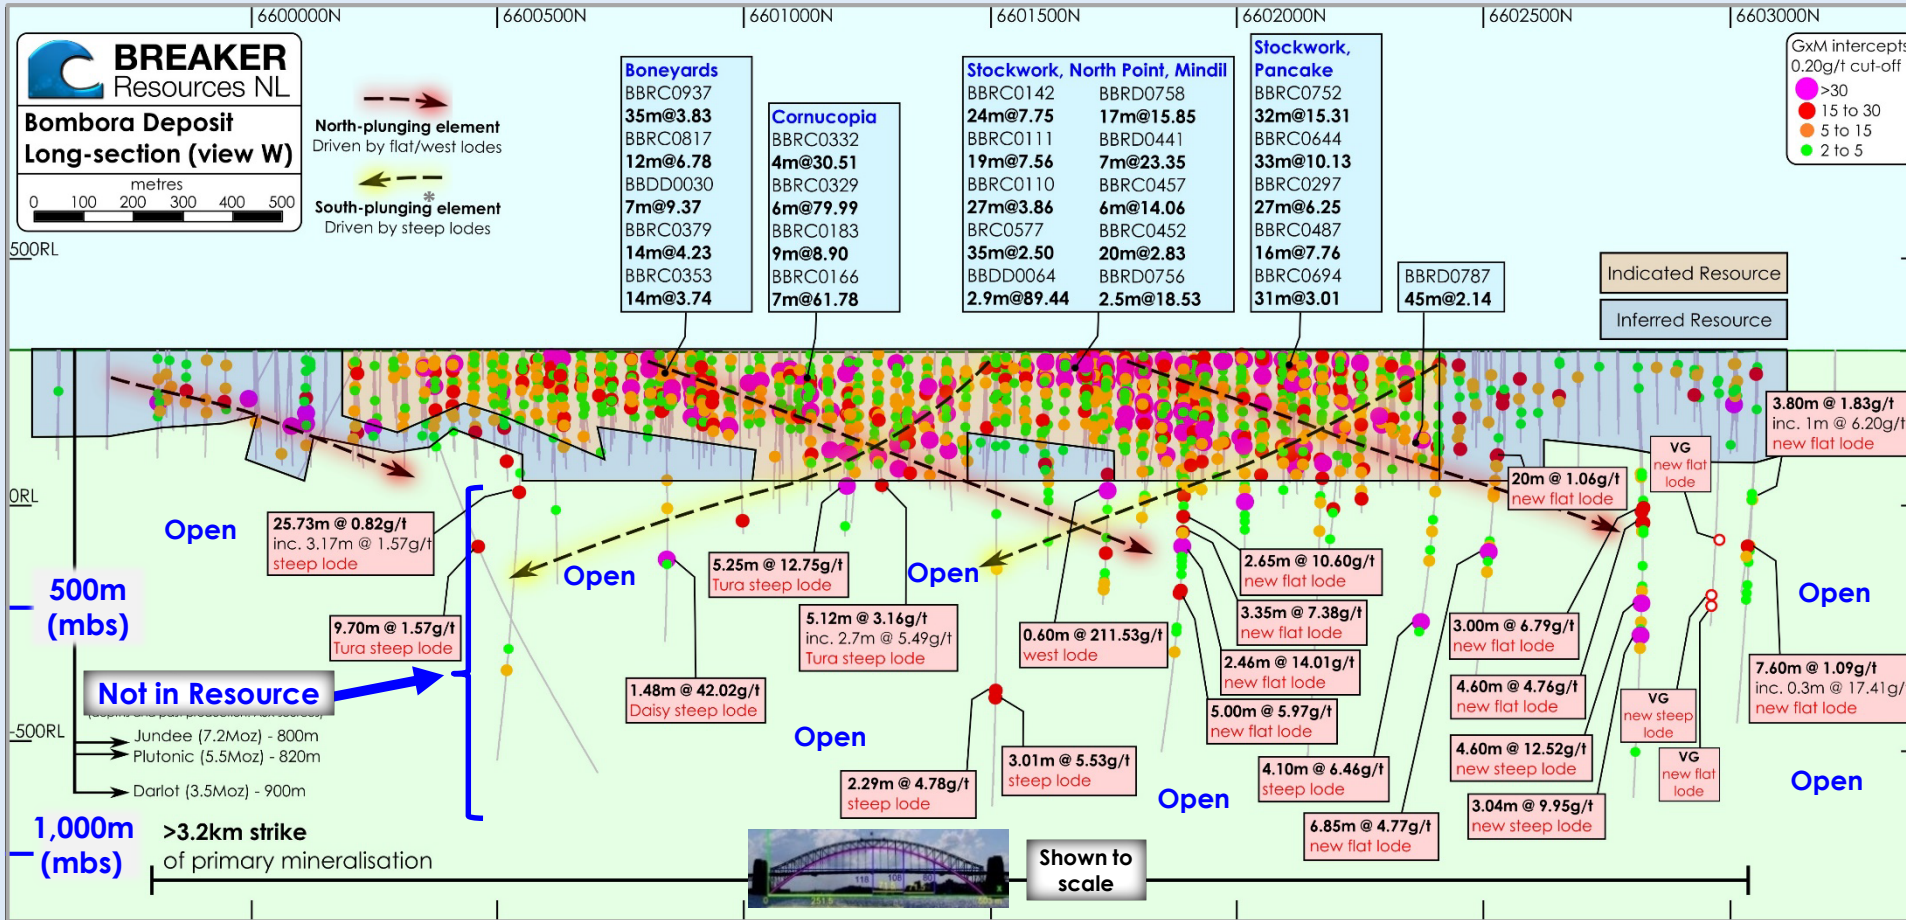 6600000N
6600500N
6601000N
6601500N
6602000N
6602500N
6603000N
BREAKER
Resources NL
Bombora Deposit
Long-section (view W)
metres
0 100 200 300 400 500
North-plunging element
Driven by flat/west lodes
*
South-plunging element
Driven by steep lodes
Boneyards
BBRC0937
35m@3.83
BBRC0817
12m@6.78
BBDD0030
7m@9.37
BBRC0379
14m@4.23
BBRC0353
14m@3.74
Cornucopia
BBRC0332
4m@30.51
BBRC0329
6m@79.99
BBRC0183
9m@8.90
BBRC0166
7m@61.78
Stockwork, North Point, Mindil
BBRC0142 BBRD0758
24m@7.75 17m@15.85
BBRC0111 BBRD0441
19m@7.56 7m@23.35
BBRC0110 BBRC0457
27m@3.86 6m@14.06
BRC0577 BBRC0452
35m@2.50 20m@2.83
BBDD0064 BBRD0756
2.9m@89.44 2.5m@18.53
Stockwork,
Pancake
BBRC0752
32m@15.31
BBRC0644
33m@10.13
BBRC0297
27m@6.25
BBRC0487
16m@7.76
BBRC0694
31m@3.01
BBRD0787
45m@2.14
GxM intercepts
0.20g/t cut-off
>30
15 to 30
5 to 15
2 to 5
Indicated Resource
Inferred Resource
500RL
0RL
-500RL
Open
Open
Open
Open
Open
Open
Open
500m
(mbs)
1,000m
(mbs)
Not in Resource
Jundee (7.2Moz) - 800m
Plutonic (5.5Moz) - 820m
Darlot (3.5Moz) - 900m
>3.2km strike
of primary mineralisation
25.73m @ 0.82g/t
inc. 3.17m @ 1.57g/t
steep lode
9.70m @ 1.57g/t
Tura steep lode
1.48m @ 42.02g/t
Daisy steep lode
5.25m @ 12.75g/t
Tura steep lode
5.12m @ 3.16g/t
inc. 2.7m @ 5.49g/t
Tura steep lode
2.29m @ 4.78g/t
steep lode
3.01m @ 5.53g/t
steep lode
0.60m @ 211.53g/t
west lode
2.65m @ 10.60g/t
new flat lode
3.35m @ 7.38g/t
new flat lode
2.46m @ 14.01g/t
new flat lode
5.00m @ 5.97g/t
new flat lode
4.10m @ 6.46g/t
steep lode
6.85m @ 4.77g/t
new flat lode
20m @ 1.06g/t
new flat lode
3.00m @ 6.79g/t
new flat lode
4.60m @ 4.76g/t
new flat lode
4.60m @ 12.52g/t
new steep lode
3.04m @ 9.95g/t
new steep lode
VG
new flat
lode
VG
new steep
lode
VG
new flat
lode
3.80m @ 1.83g/t
inc. 1m @ 6.20g/t
new flat lode
7.60m @ 1.09g/t
inc. 0.3m @ 17.41g/t
new flat lode
118 108
Shown to
scale